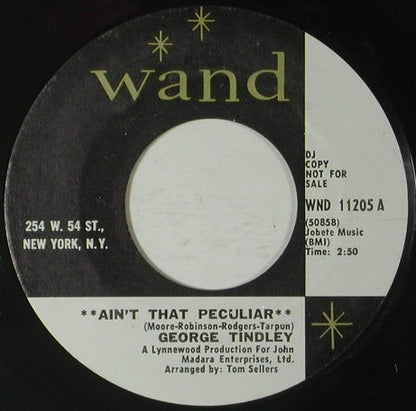 wand
254 W. 54 ST.,
NEW YORK, N.Y.
DJ
COPY
NOT FOR
SALE
WND 11205 A
(50858)
Jobete Music
(BMI)
Time: 2:50
**AIN'T THAT PECULIAR**
(Moore-Robinson-Rodgers-Tarpun)
GEORGE TINDLEY
A Lynnewood Production For John
Madara Enterprises, Ltd.
Arranged by: Tom Sellers